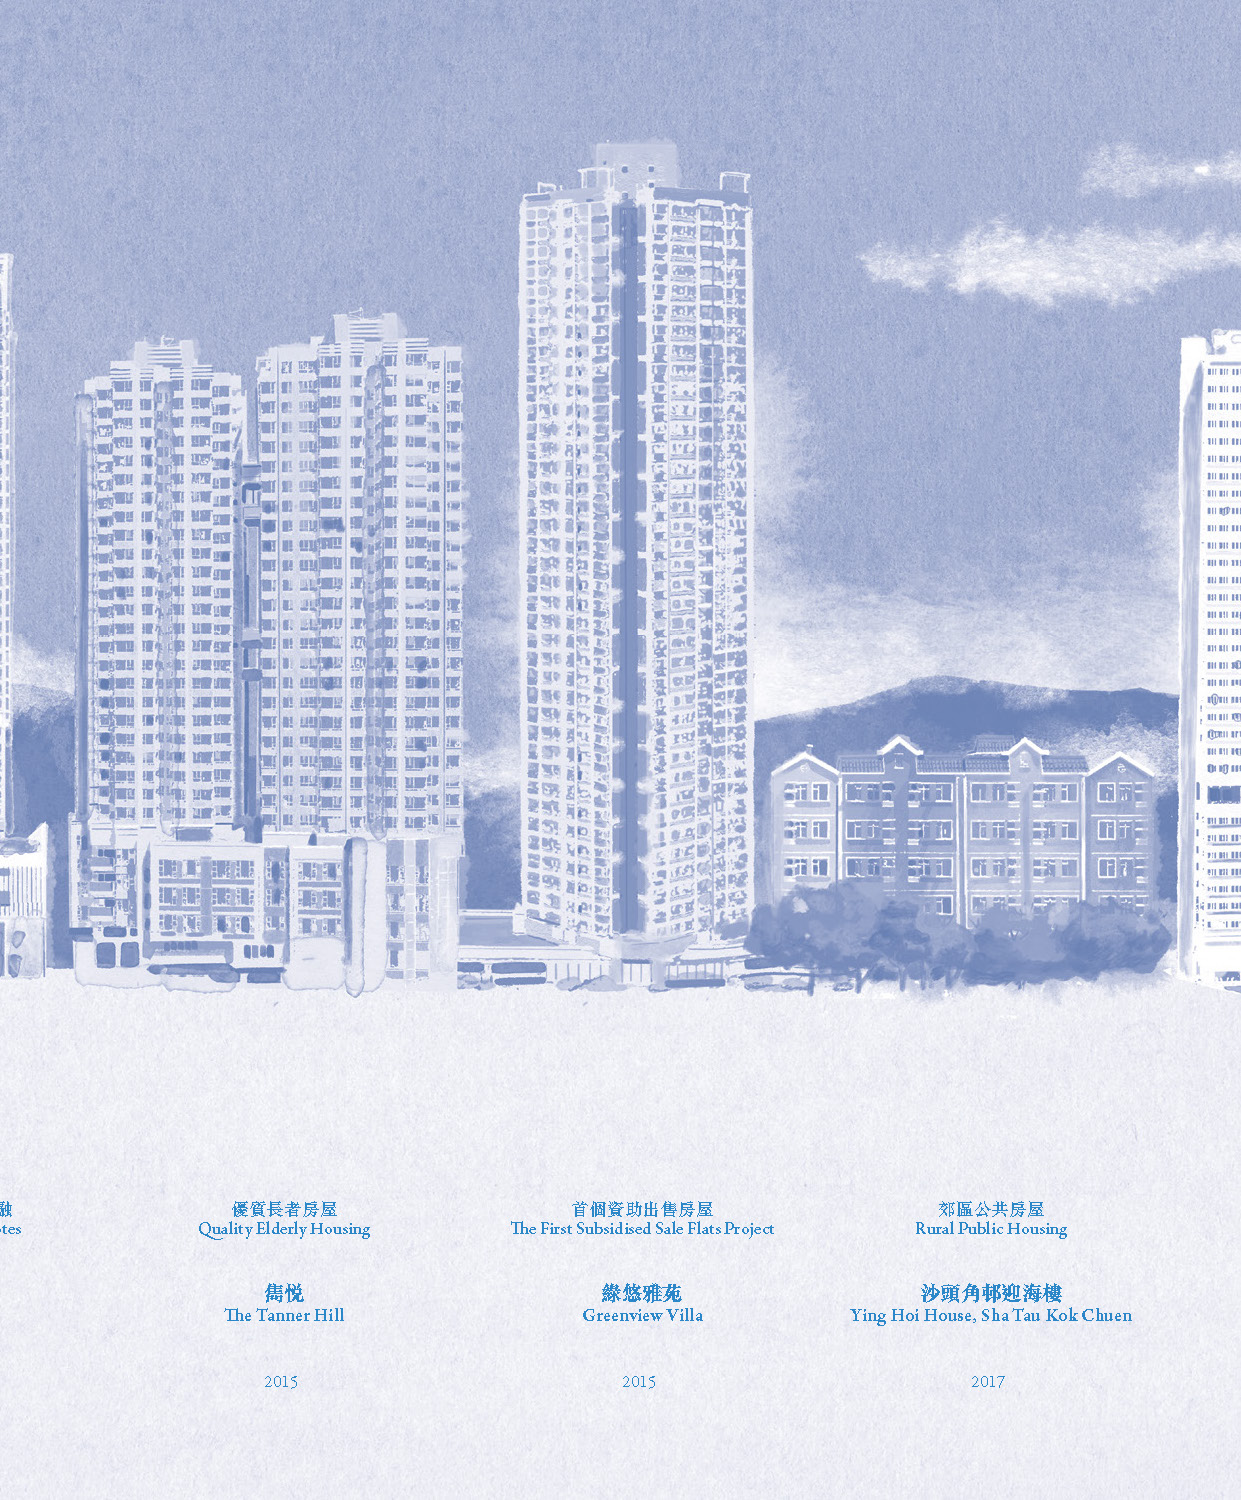 融
otes
優質長者房屋
Quality Elderly Housing
雋悅
The Tanner Hill
2015
首個資助出售房屋
The First Subsidised Sale Flats Project
綠悠雅苑
Greenview Villa
2015
郊區公共房屋
Rural Public Housing
沙頭角邨迎海樓
Ying Hoi House, Sha Tau Kok Chuen
2017